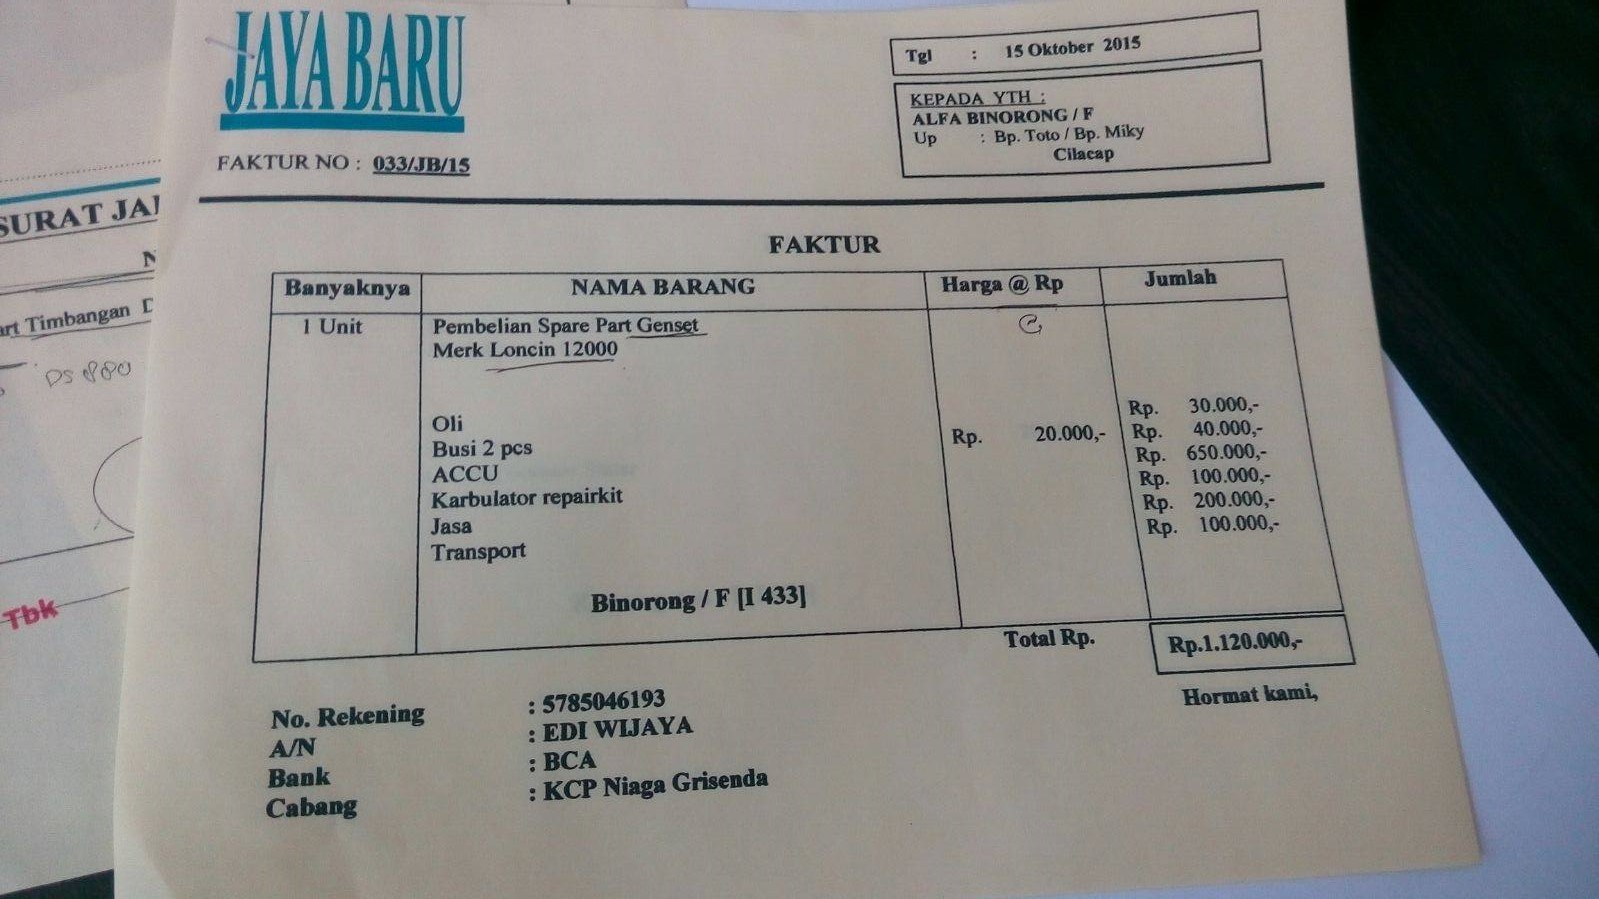 JAYA BARU
FAKTUR NO : 033/JB/15
Tgl : 15 Oktober 2015
KEPADA YTH :
ALFA BINORONG / F
Up : Bp. Toto / Bp. Miky
Cilacap
FAKTUR
Banyaknya NAMA BARANG Harga @ Rp Jumlah
1 Unit Pembelian Spare Part Genset
Merk Loncin 12000
Oli Rp. 30.000,-
Busi 2 pcs Rp. 20.000,- Rp. 40.000,-
ACCU Rp. 650.000,-
Karbulator repairkit Rp. 100.000,-
Jasa Rp. 200.000,-
Transport Rp. 100.000,-
Binorong / F [I 433]
Total Rp. Rp.1.120.000,-
Hormat kami,
No. Rekening : 5785046193
A/N : EDI WIJAYA
Bank : BCA
Cabang : KCP Niaga Grisenda
SURAT
Timbangan
DS 880
Tbk